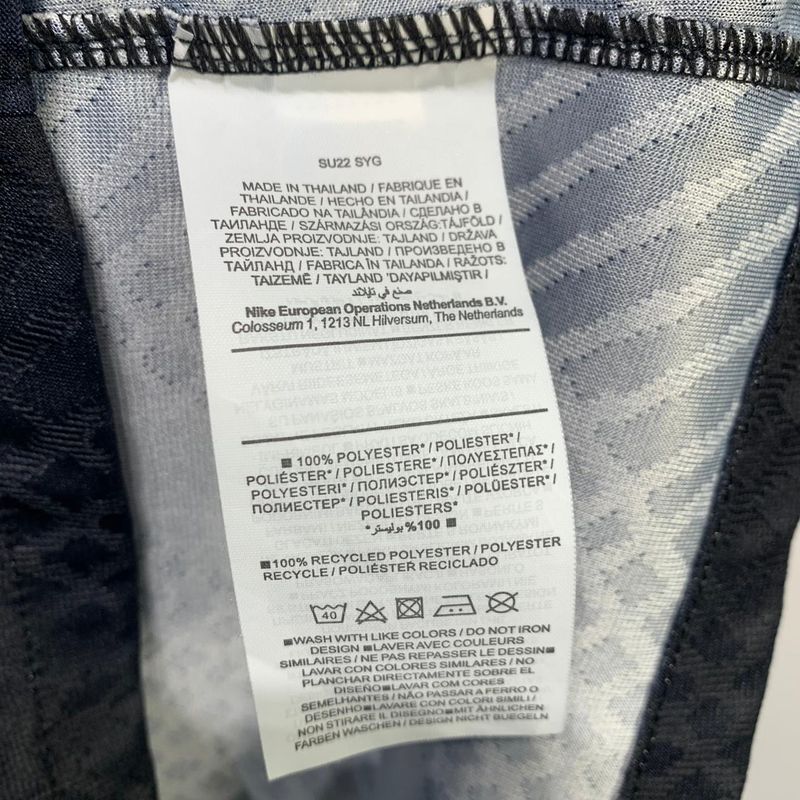 SU22 SYG
MADE IN THAILAND / FABRIQUE EN
THAILANDE / HECHO EN TAILANDIA /
FABRICADO NA TAILÂNDIA / СДЕЛАНО В
ТАИЛАНДЕ / SZÁRMAZÁSI ORSZÁG:TÁJFÖLD /
ZEMLJA PROIZVODNJE: TAJLAND / DRŽAVA
PROIZVODNJE: TAJLAND / ПРОИЗВЕДЕНО В
ТАЙЛАНД / FABRICA ÎN TAILANDA / RAŽOTS:
TAIZEMĒ / TAYLAND 'DAYAPILMIŞTIR /
صنع في تايلاند
Nike European Operations Netherlands B.V.
Colosseum 1, 1213 NL Hilversum, The Netherlands
■ 100% POLYESTER* / POLIESTER* /
POLIÉSTER* / POLIESTERE* / ΠΟΛΥΕΣΤΕΡΑΣ* /
POLYESTERI* / ПОЛИЭСТЕР* / POLIÉSZTER* /
ПОЛИЕСТЕР* / POLIESTERIS* / POLÜESTER* /
POLIESTERS*
■ 100% بوليستر*
■100% RECYCLED POLYESTER / POLYESTER
RECYCLE / POLIÉSTER RECICLADO
40
■WASH WITH LIKE COLORS / DO NOT IRON
DESIGN ■LAVER AVEC COULEURS
SIMILAIRES / NE PAS REPASSER LE DESSIN■
LAVAR CON COLORES SIMILARES / NO
PLANCHAR DIRECTAMENTE SOBRE EL
DISEÑO■LAVAR COM CORES
SEMELHANTES / NÃO PASSAR A FERRO O
DESENHO■LAVARE CON COLORI SIMILI /
NON STIRARE IL DISEGNO■MIT ÄHNLICHEN
FARBEN WASCHEN / DESIGN NICHT BUEGELN